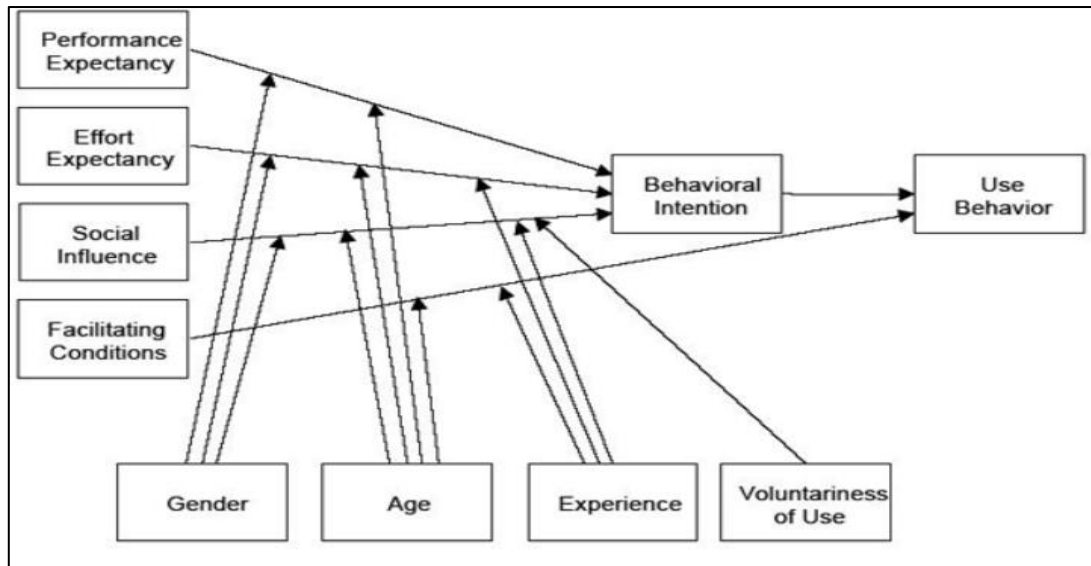 Performance
Expectancy
Effort
Expectancy
Social
Influence
Facilitating
Conditions
Behavioral
Intention
Use
Behavior
Gender
Age
Experience
Voluntariness
of Use